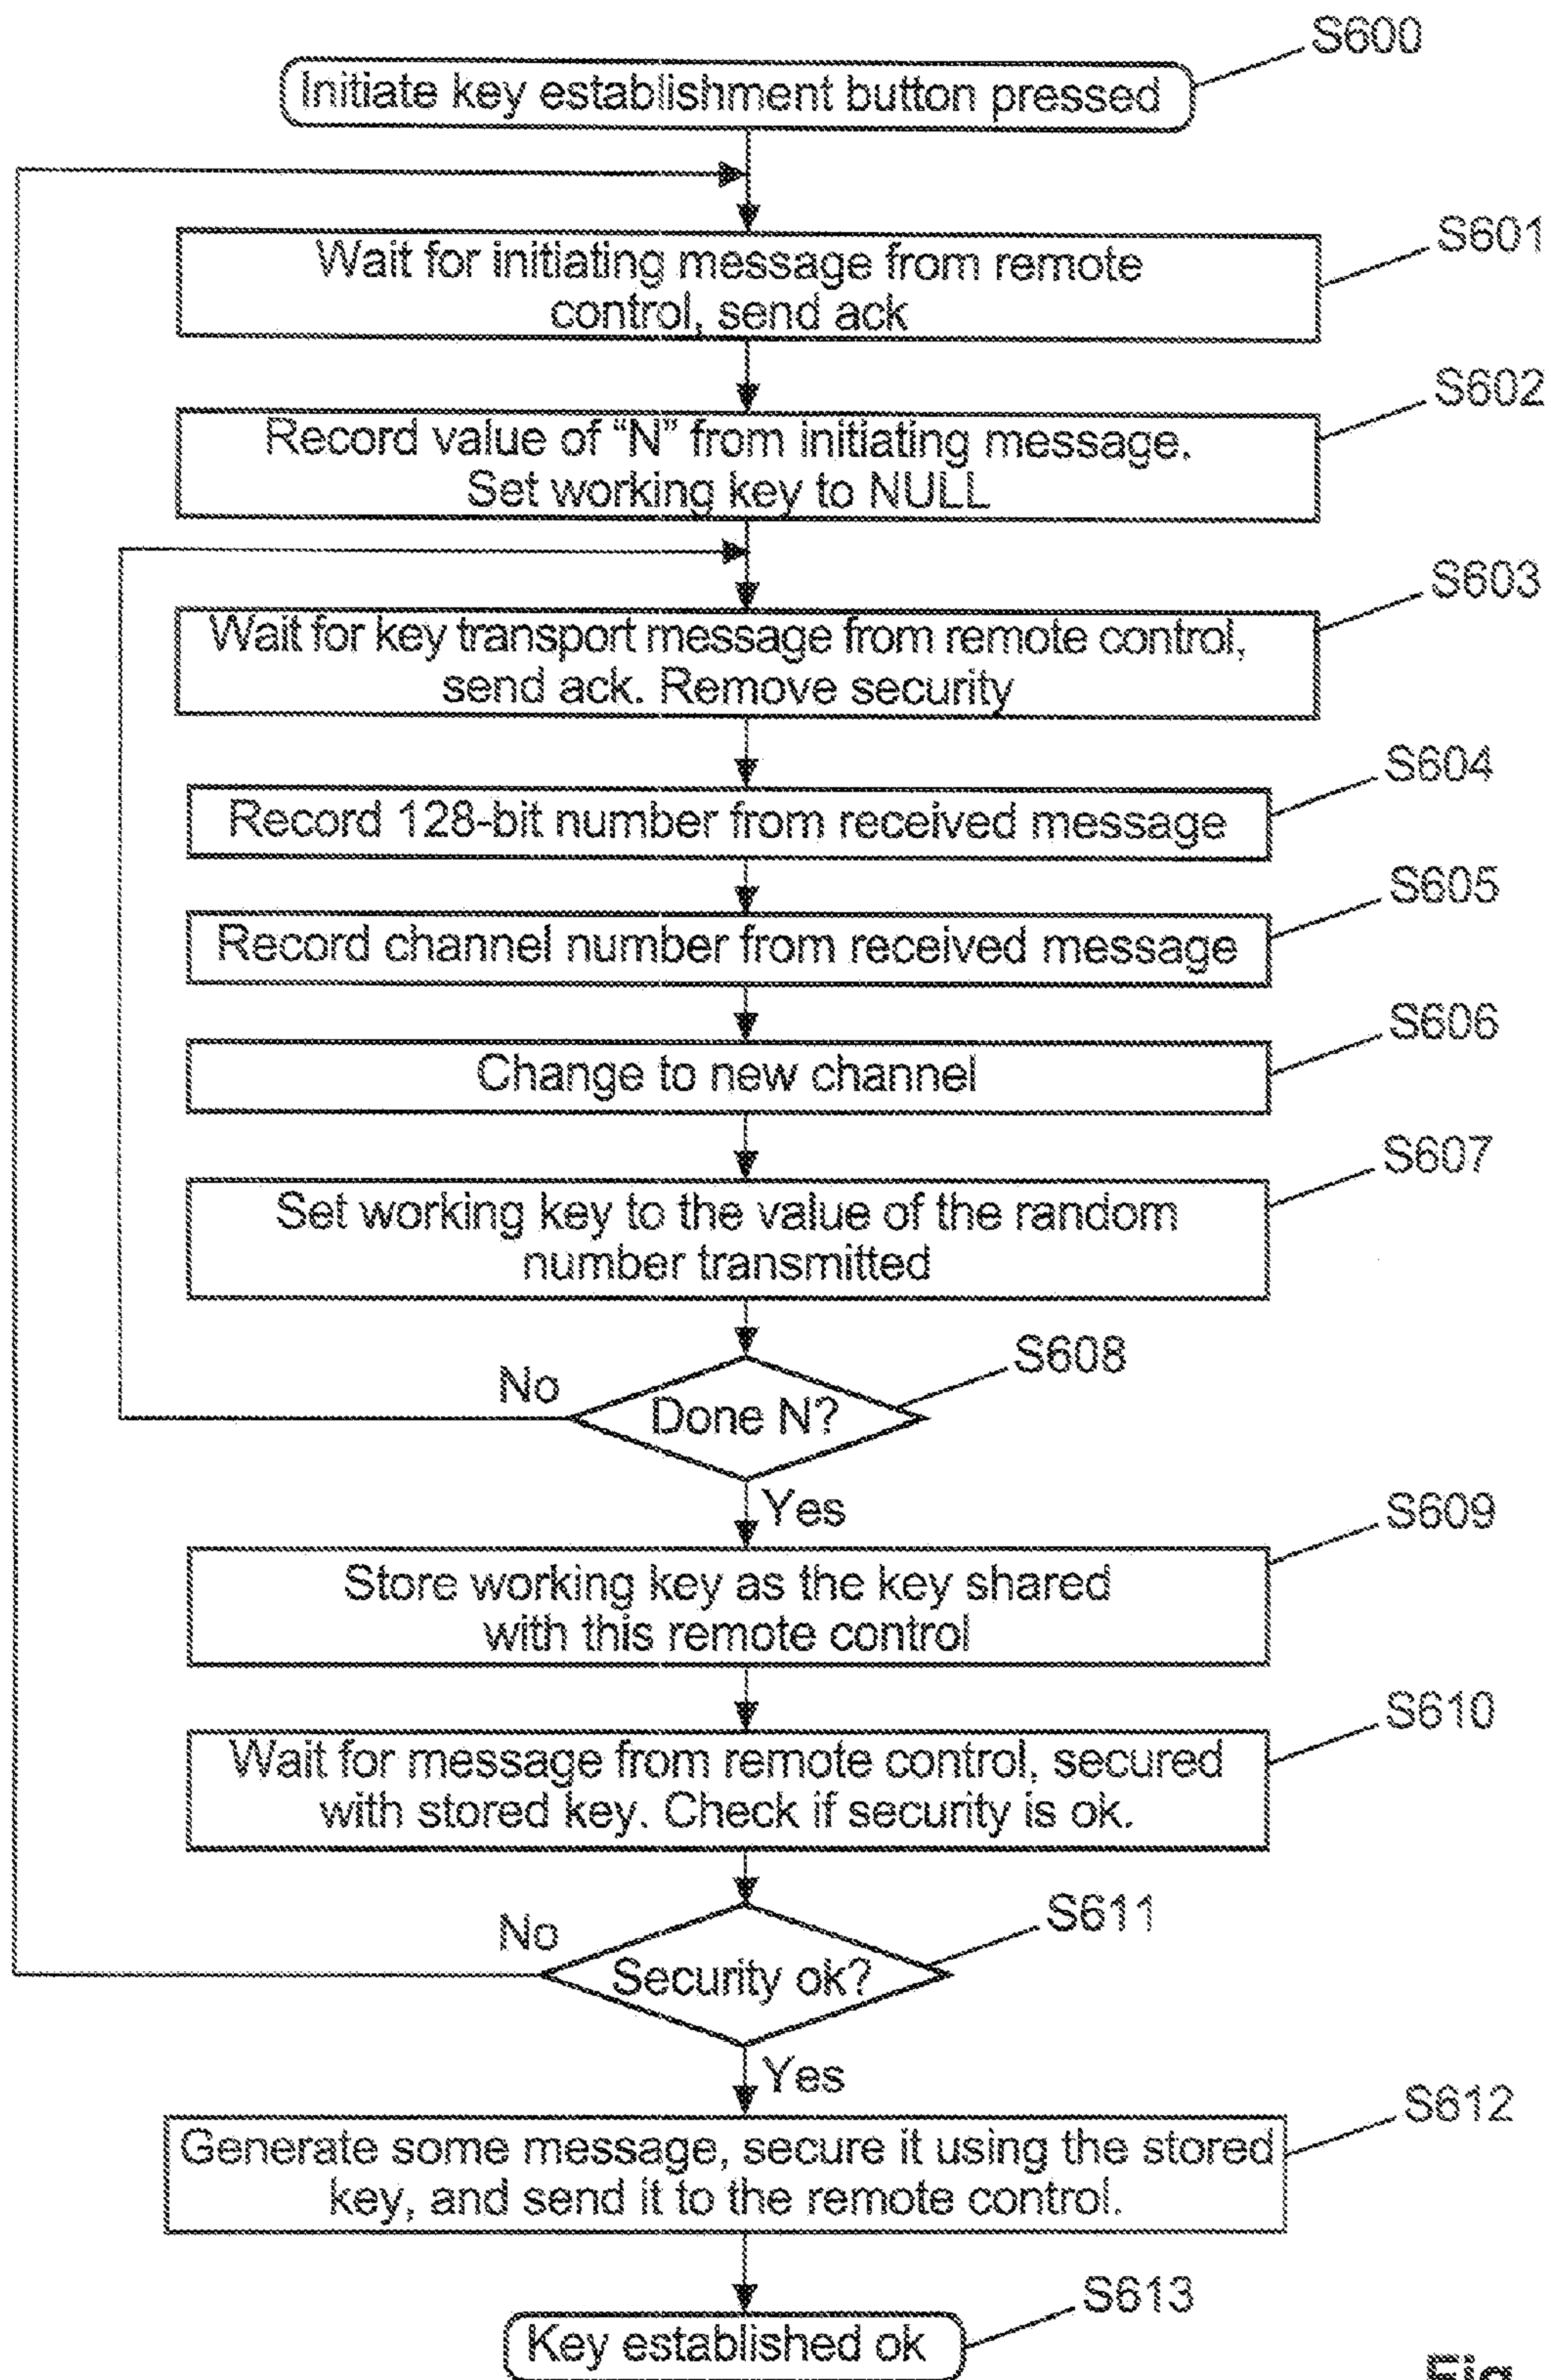 S600
Initiate key establishment button pressed
S601
Wait for initiating message from remote
control, send ack
S602
Record value of “N” from initiating message.
Set working key to NULL
S603
Wait for key transport message from remote control,
send ack. Remove security
S604
Record 128-bit number from received message
S605
Record channel number from received message
S606
Change to new channel
S607
Set working key to the value of the random
number transmitted
S608
No
Done N?
Yes
S609
Store working key as the key shared
with this remote control
S610
Wait for message from remote control, secured
with stored key. Check if security is ok.
S611
No
Security ok?
Yes
S612
Generate some message, secure it using the stored
key, and send it to the remote control.
S613
Key established ok
Fig